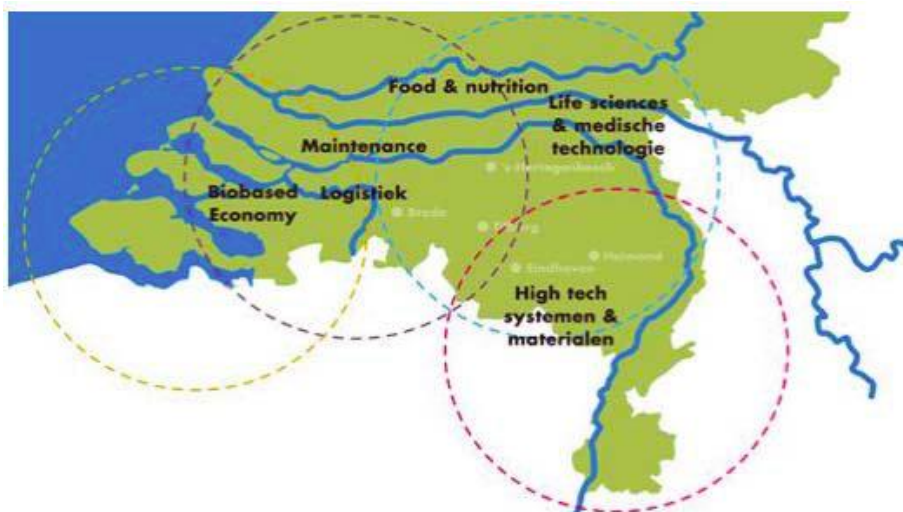 Food & nutrition
Life sciences
& medische
technologie
Maintenance
's-Hertogenbosch
Biobased
Economy
Logistiek
Breda
Tilburg
Helmond
Eindhoven
High tech
systemen &
materialen